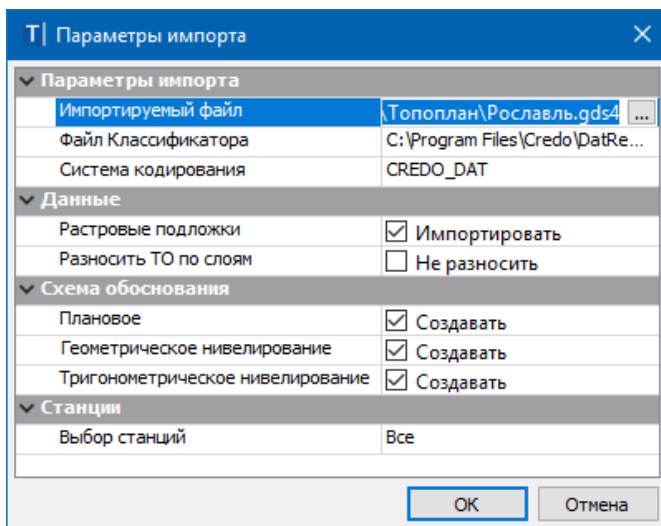 T| Параметры импорта
Параметры импорта
Импортируемый файл \Топоплан\Рославль.gds4 ...
Файл Классификатора C:\Program Files\Credo\DatRe...
Система кодирования CREDO_DAT
Данные
Растровые подложки Импортировать
Разносить ТО по слоям Не разносить
Схема обоснования
Плановое Создавать
Геометрическое нивелирование Создавать
Тригонометрическое нивелирование Создавать
Станции
Выбор станций Все
ОК Отмена